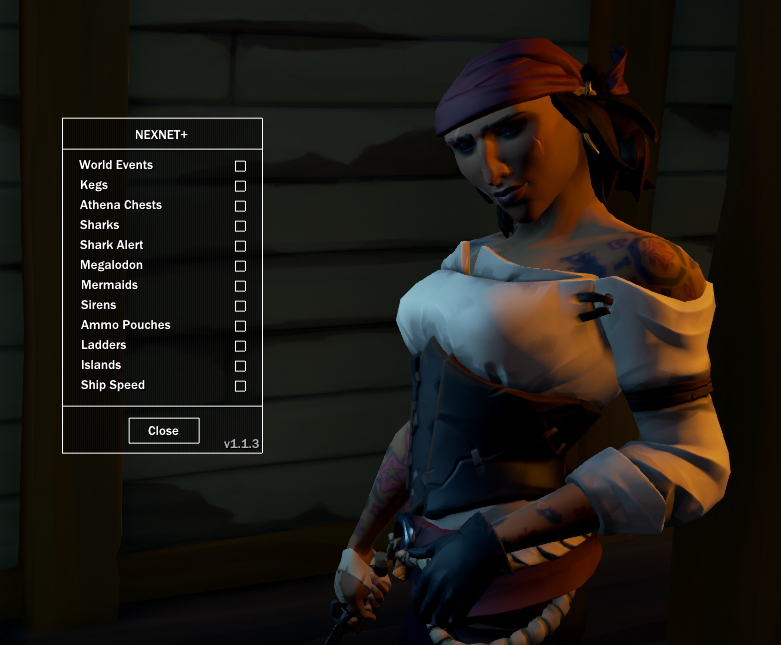 NEXNET+
World Events
Kegs
Athena Chests
Sharks
Shark Alert
Megalodon
Mermaids
Sirens
Ammo Pouches
Ladders
Islands
Ship Speed
Close
v1.1.3